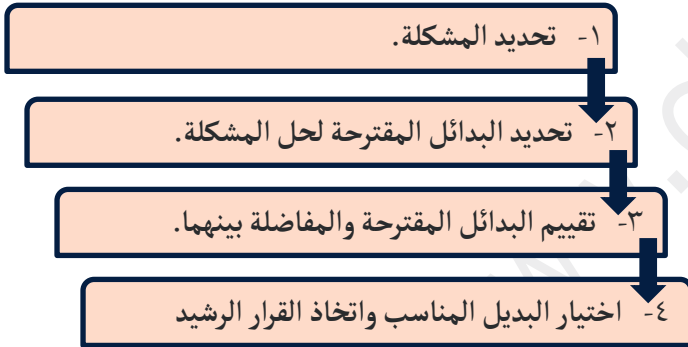 ١- تحديد المشكلة.
٢- تحديد البدائل المقترحة لحل المشكلة.
٣- تقييم البدائل المقترحة والمفاضلة بينهما.
٤- اختيار البديل المناسب واتخاذ القرار الرشيد